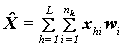 X̂ = ∑_{h=1}^{L} ∑_{i=1}^{n_k} x_{hi} w_i